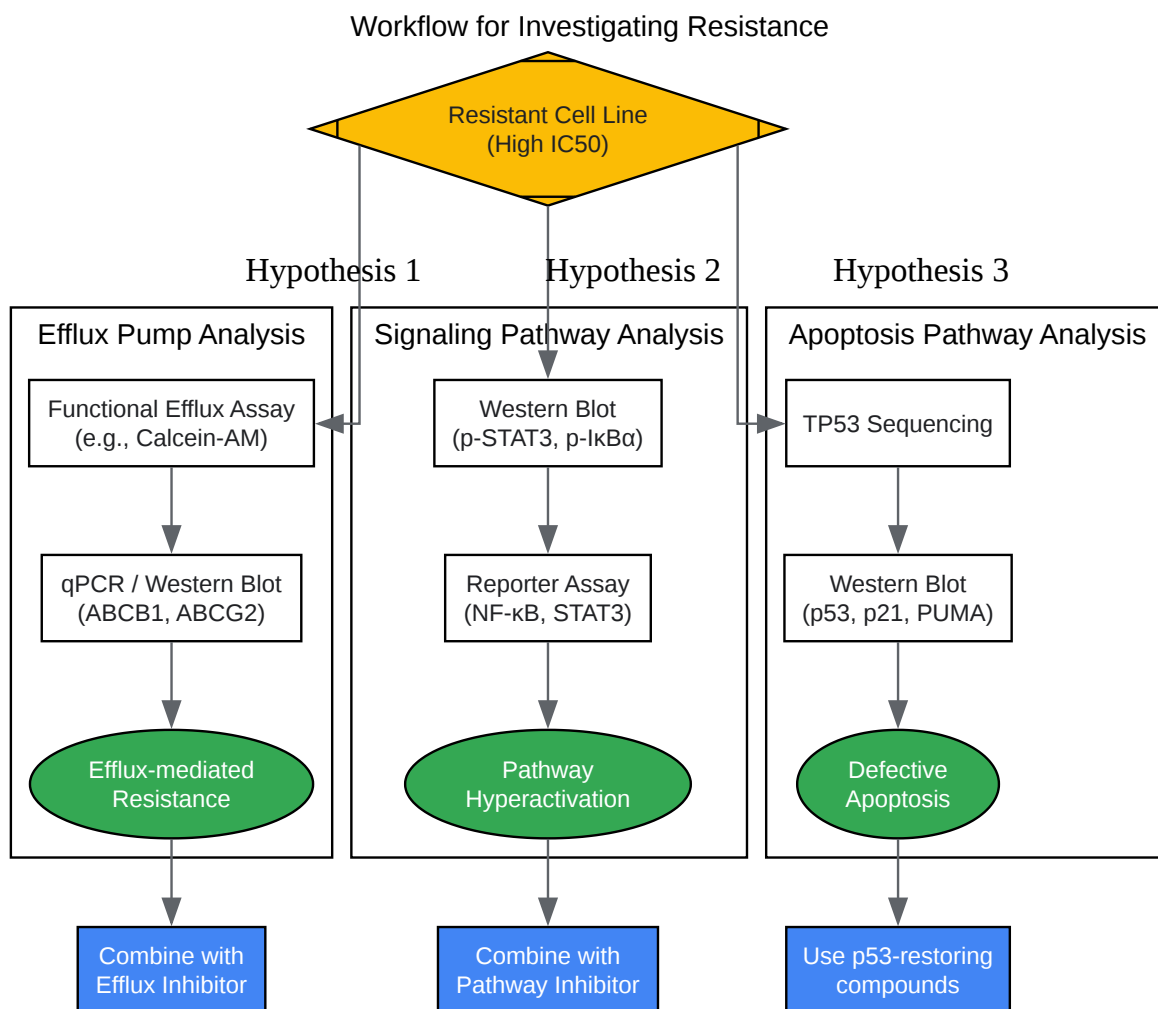 Workflow for Investigating Resistance
Resistant Cell Line
(High IC50)
Hypothesis 1
Hypothesis 2
Hypothesis 3
Efflux Pump Analysis
Signaling Pathway Analysis
Apoptosis Pathway Analysis
Functional Efflux Assay
(e.g., Calcein-AM)
Western Blot
(p-STAT3, p-IκBα)
TP53 Sequencing
qPCR / Western Blot
(ABCB1, ABCG2)
Reporter Assay
(NF-κB, STAT3)
Western Blot
(p53, p21, PUMA)
Efflux-mediated
Resistance
Pathway
Hyperactivation
Defective
Apoptosis
Combine with
Efflux Inhibitor
Combine with
Pathway Inhibitor
Use p53-restoring
compounds